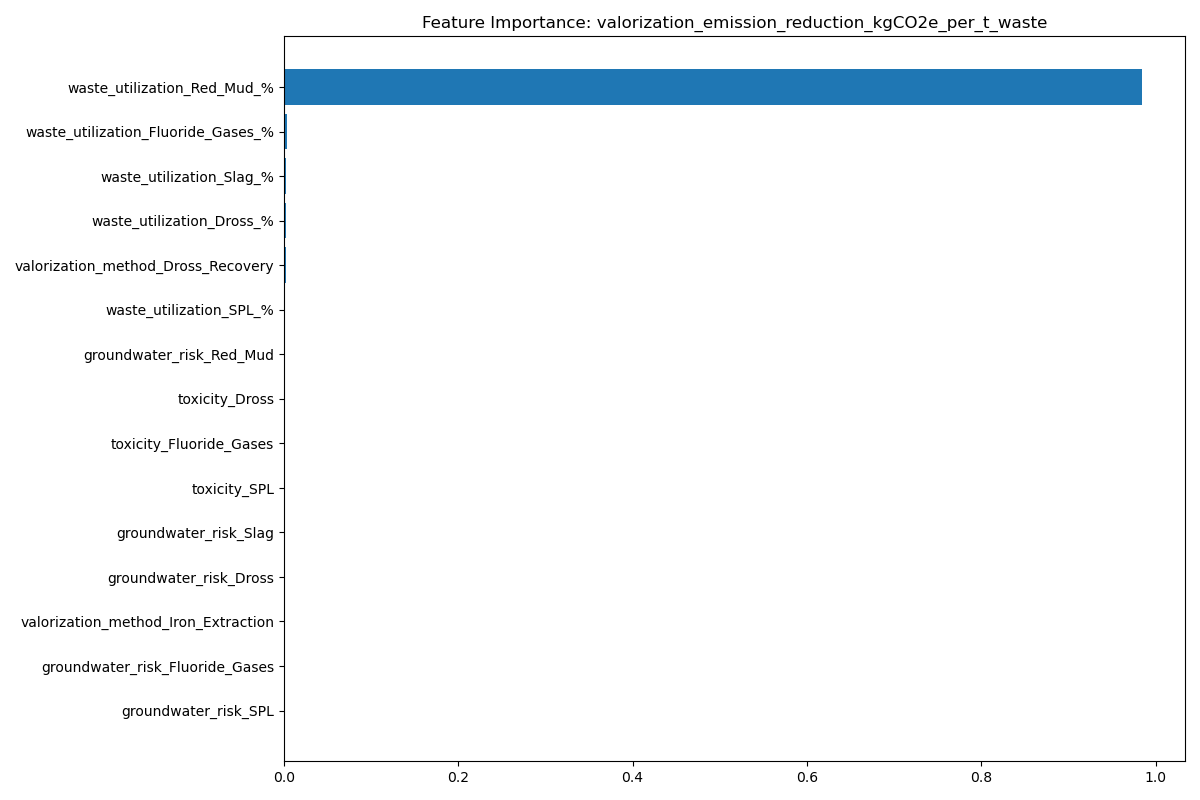 Feature Importance: valorization_emission_reduction_kgCO2e_per_t_waste
waste_utilization_Red_Mud_%
waste_utilization_Fluoride_Gases_%
waste_utilization_Slag_%
waste_utilization_Dross_%
valorization_method_Dross_Recovery
waste_utilization_SPL_%
groundwater_risk_Red_Mud
toxicity_Dross
toxicity_Fluoride_Gases
toxicity_SPL
groundwater_risk_Slag
groundwater_risk_Dross
valorization_method_Iron_Extraction
groundwater_risk_Fluoride_Gases
groundwater_risk_SPL
0.0 0.2 0.4 0.6 0.8 1.0